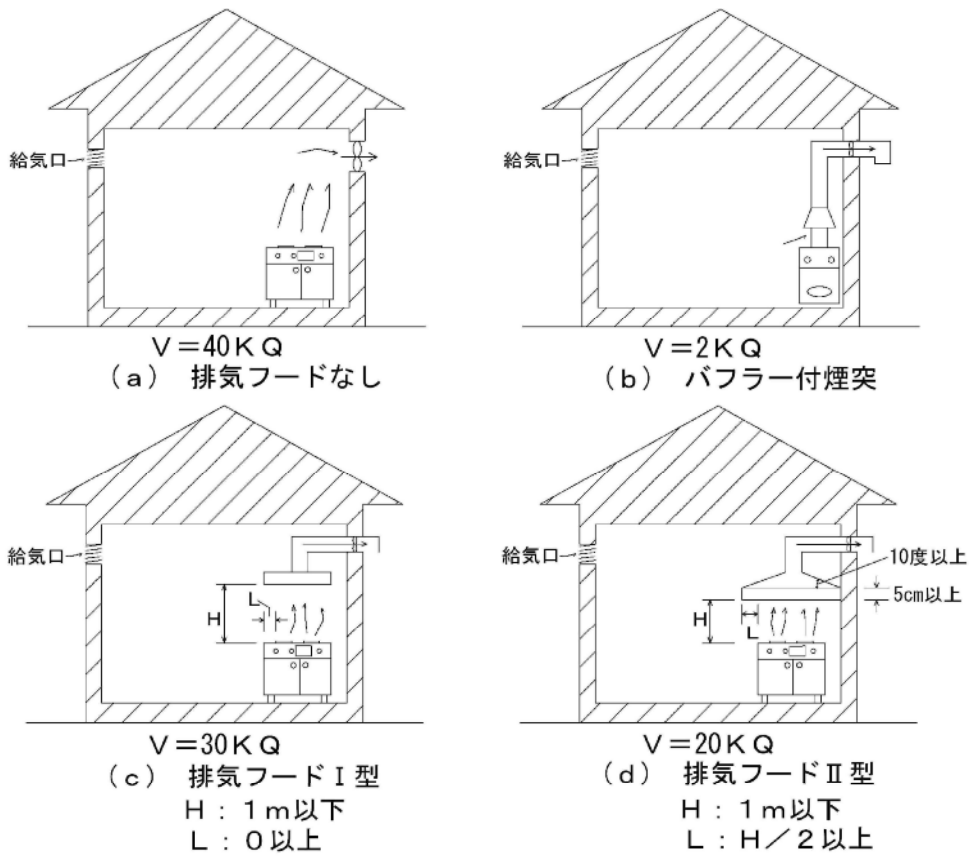 給気口
V=40KQ
(a) 排気フードなし
給気口
V=2KQ
(b) バフラー付煙突
給気口
L
H
V=30KQ
(c) 排気フードⅠ型
H:1m以下
L:0以上
給気口
10度以上
5cm以上
H
L
V=20KQ
(d) 排気フードⅡ型
H:1m以下
L:H/2以上